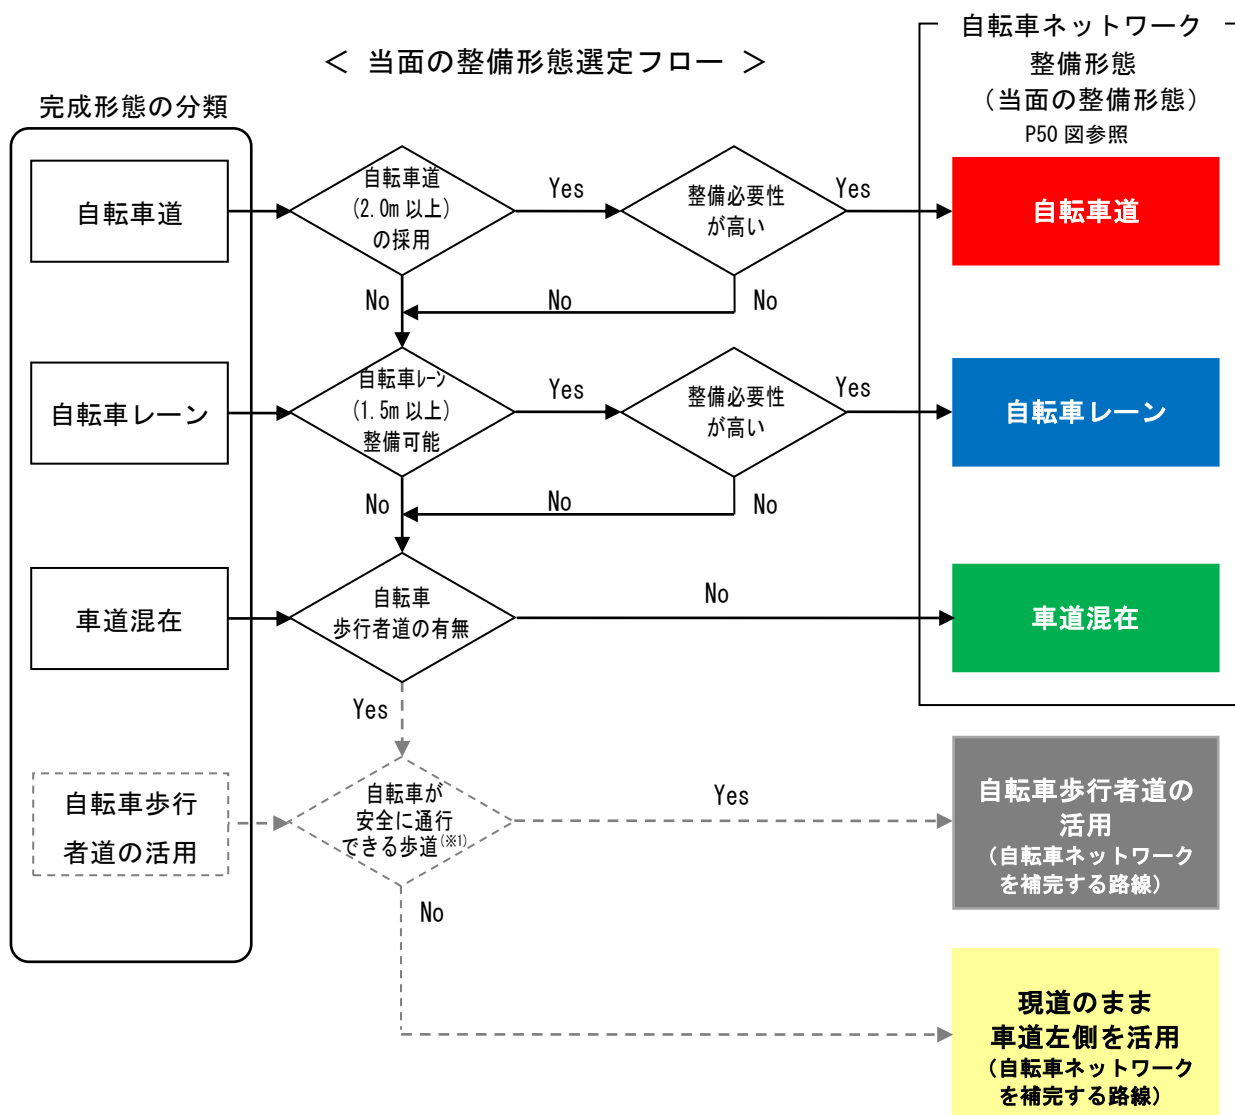 ＜ 当面の整備形態選定フロー ＞
自転車ネットワーク
整備形態
（当面の整備形態）
P50 図参照
完成形態の分類
自転車道
自転車道
(2.0m 以上)
の採用
Yes
整備必要性
が高い
Yes
自転車道
No
No
No
自転車レーン
自転車ﾚｰﾝ
(1.5m 以上)
整備可能
Yes
整備必要性
が高い
Yes
自転車レーン
No
No
No
車道混在
自転車
歩行者道の有無
No
車道混在
Yes
自転車歩行
者道の活用
自転車が
安全に通行
できる歩道(※1)
Yes
自転車歩行者道の
活用
（自転車ネットワーク
を補完する路線）
No
現道のまま
車道左側を活用
（自転車ネットワーク
を補完する路線）